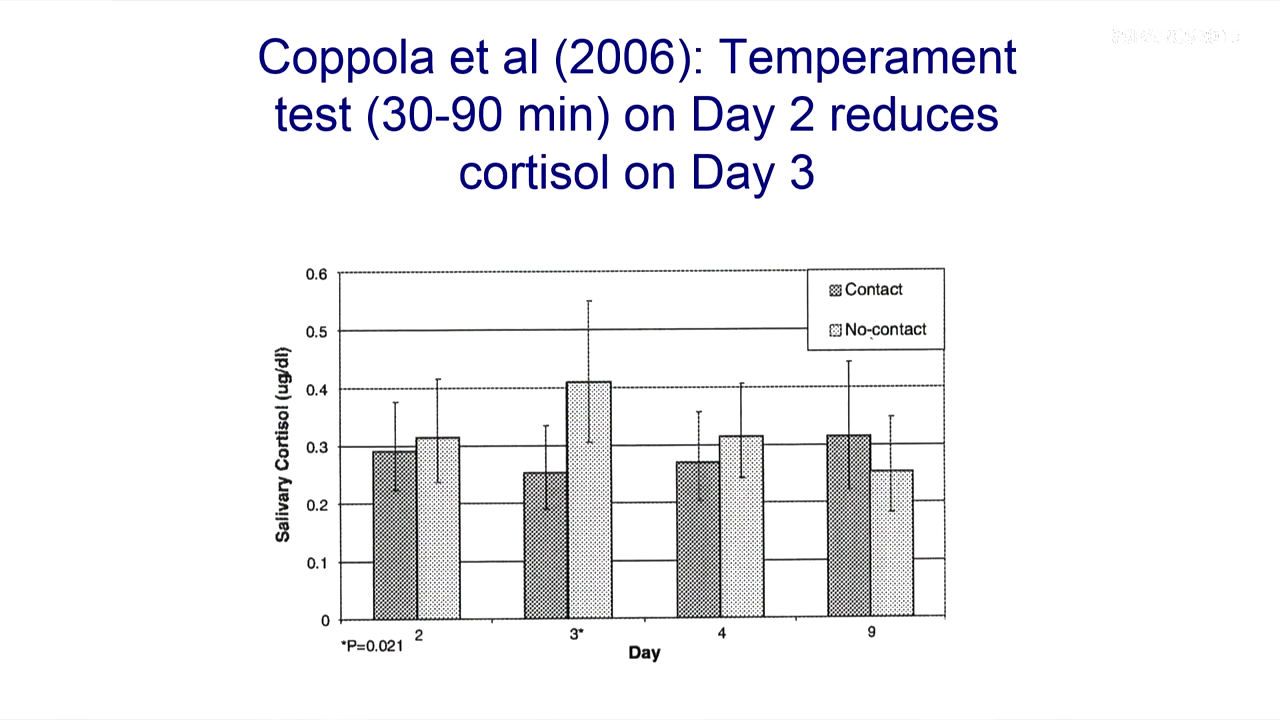 Coppola et al (2006): Temperament
test (30-90 min) on Day 2 reduces
cortisol on Day 3
0.6
0.5
0.4
0.3
0.2
0.1
0
Salivary Cortisol (ug/dl)
Contact
No-contact
2
3*
4
9
*P=0.021
Day